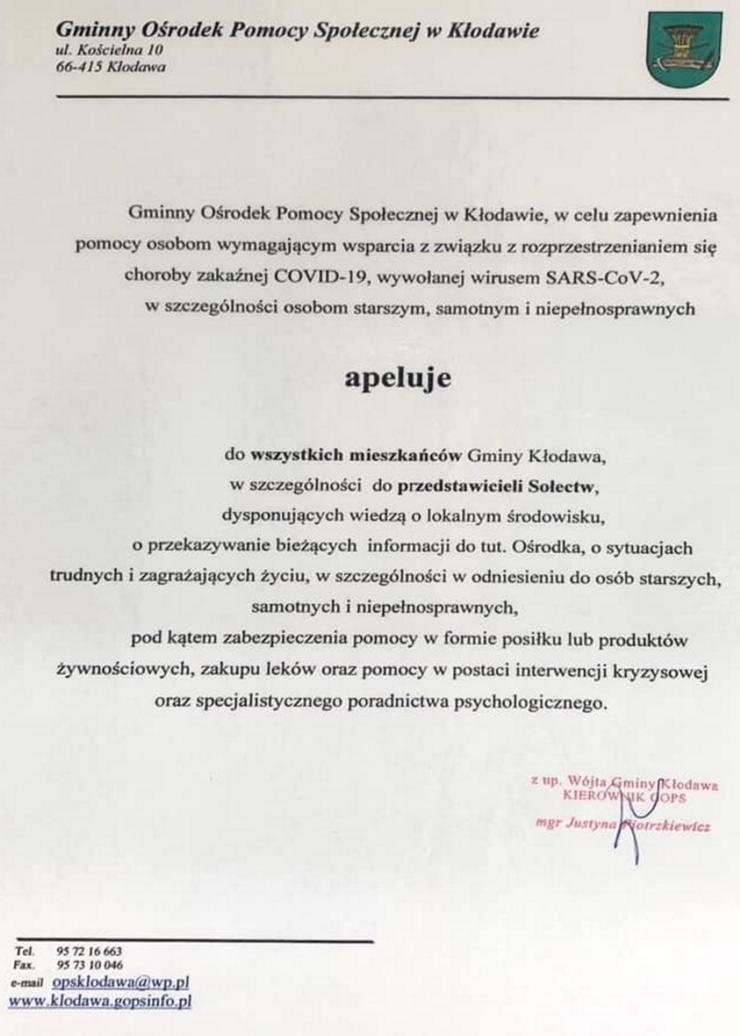 Gminny Ośrodek Pomocy Społecznej w Kłodawie
ul. Kościelna 10
66-415 Kłodawa
Gminny Ośrodek Pomocy Społecznej w Kłodawie, w celu zapewnienia
pomocy osobom wymagającym wsparcia z związku z rozprzestrzenianiem się
choroby zakaźnej COVID-19, wywołanej wirusem SARS-CoV-2,
w szczególności osobom starszym, samotnym i niepełnosprawnych
apeluje
do wszystkich mieszkańców Gminy Kłodawa,
w szczególności do przedstawicieli Sołectw,
dysponujących wiedzą o lokalnym środowisku,
o przekazywanie bieżących informacji do tut. Ośrodka, o sytuacjach
trudnych i zagrażających życiu, w szczególności w odniesieniu do osób starszych,
samotnych i niepełnosprawnych,
pod kątem zabezpieczenia pomocy w formie posiłku lub produktów
żywnościowych, zakupu leków oraz pomocy w postaci interwencji kryzysowej
oraz specjalistycznego poradnictwa psychologicznego.
z up. Wójta Gminy Kłodawa
KIEROWNIK GOPS
mgr Justyna Piotrzkiewicz
Tel. 95 72 16 663
Fax. 95 73 10 046
e-mail opsklodawa@wp.pl
www.klodawa.gopsinfo.pl